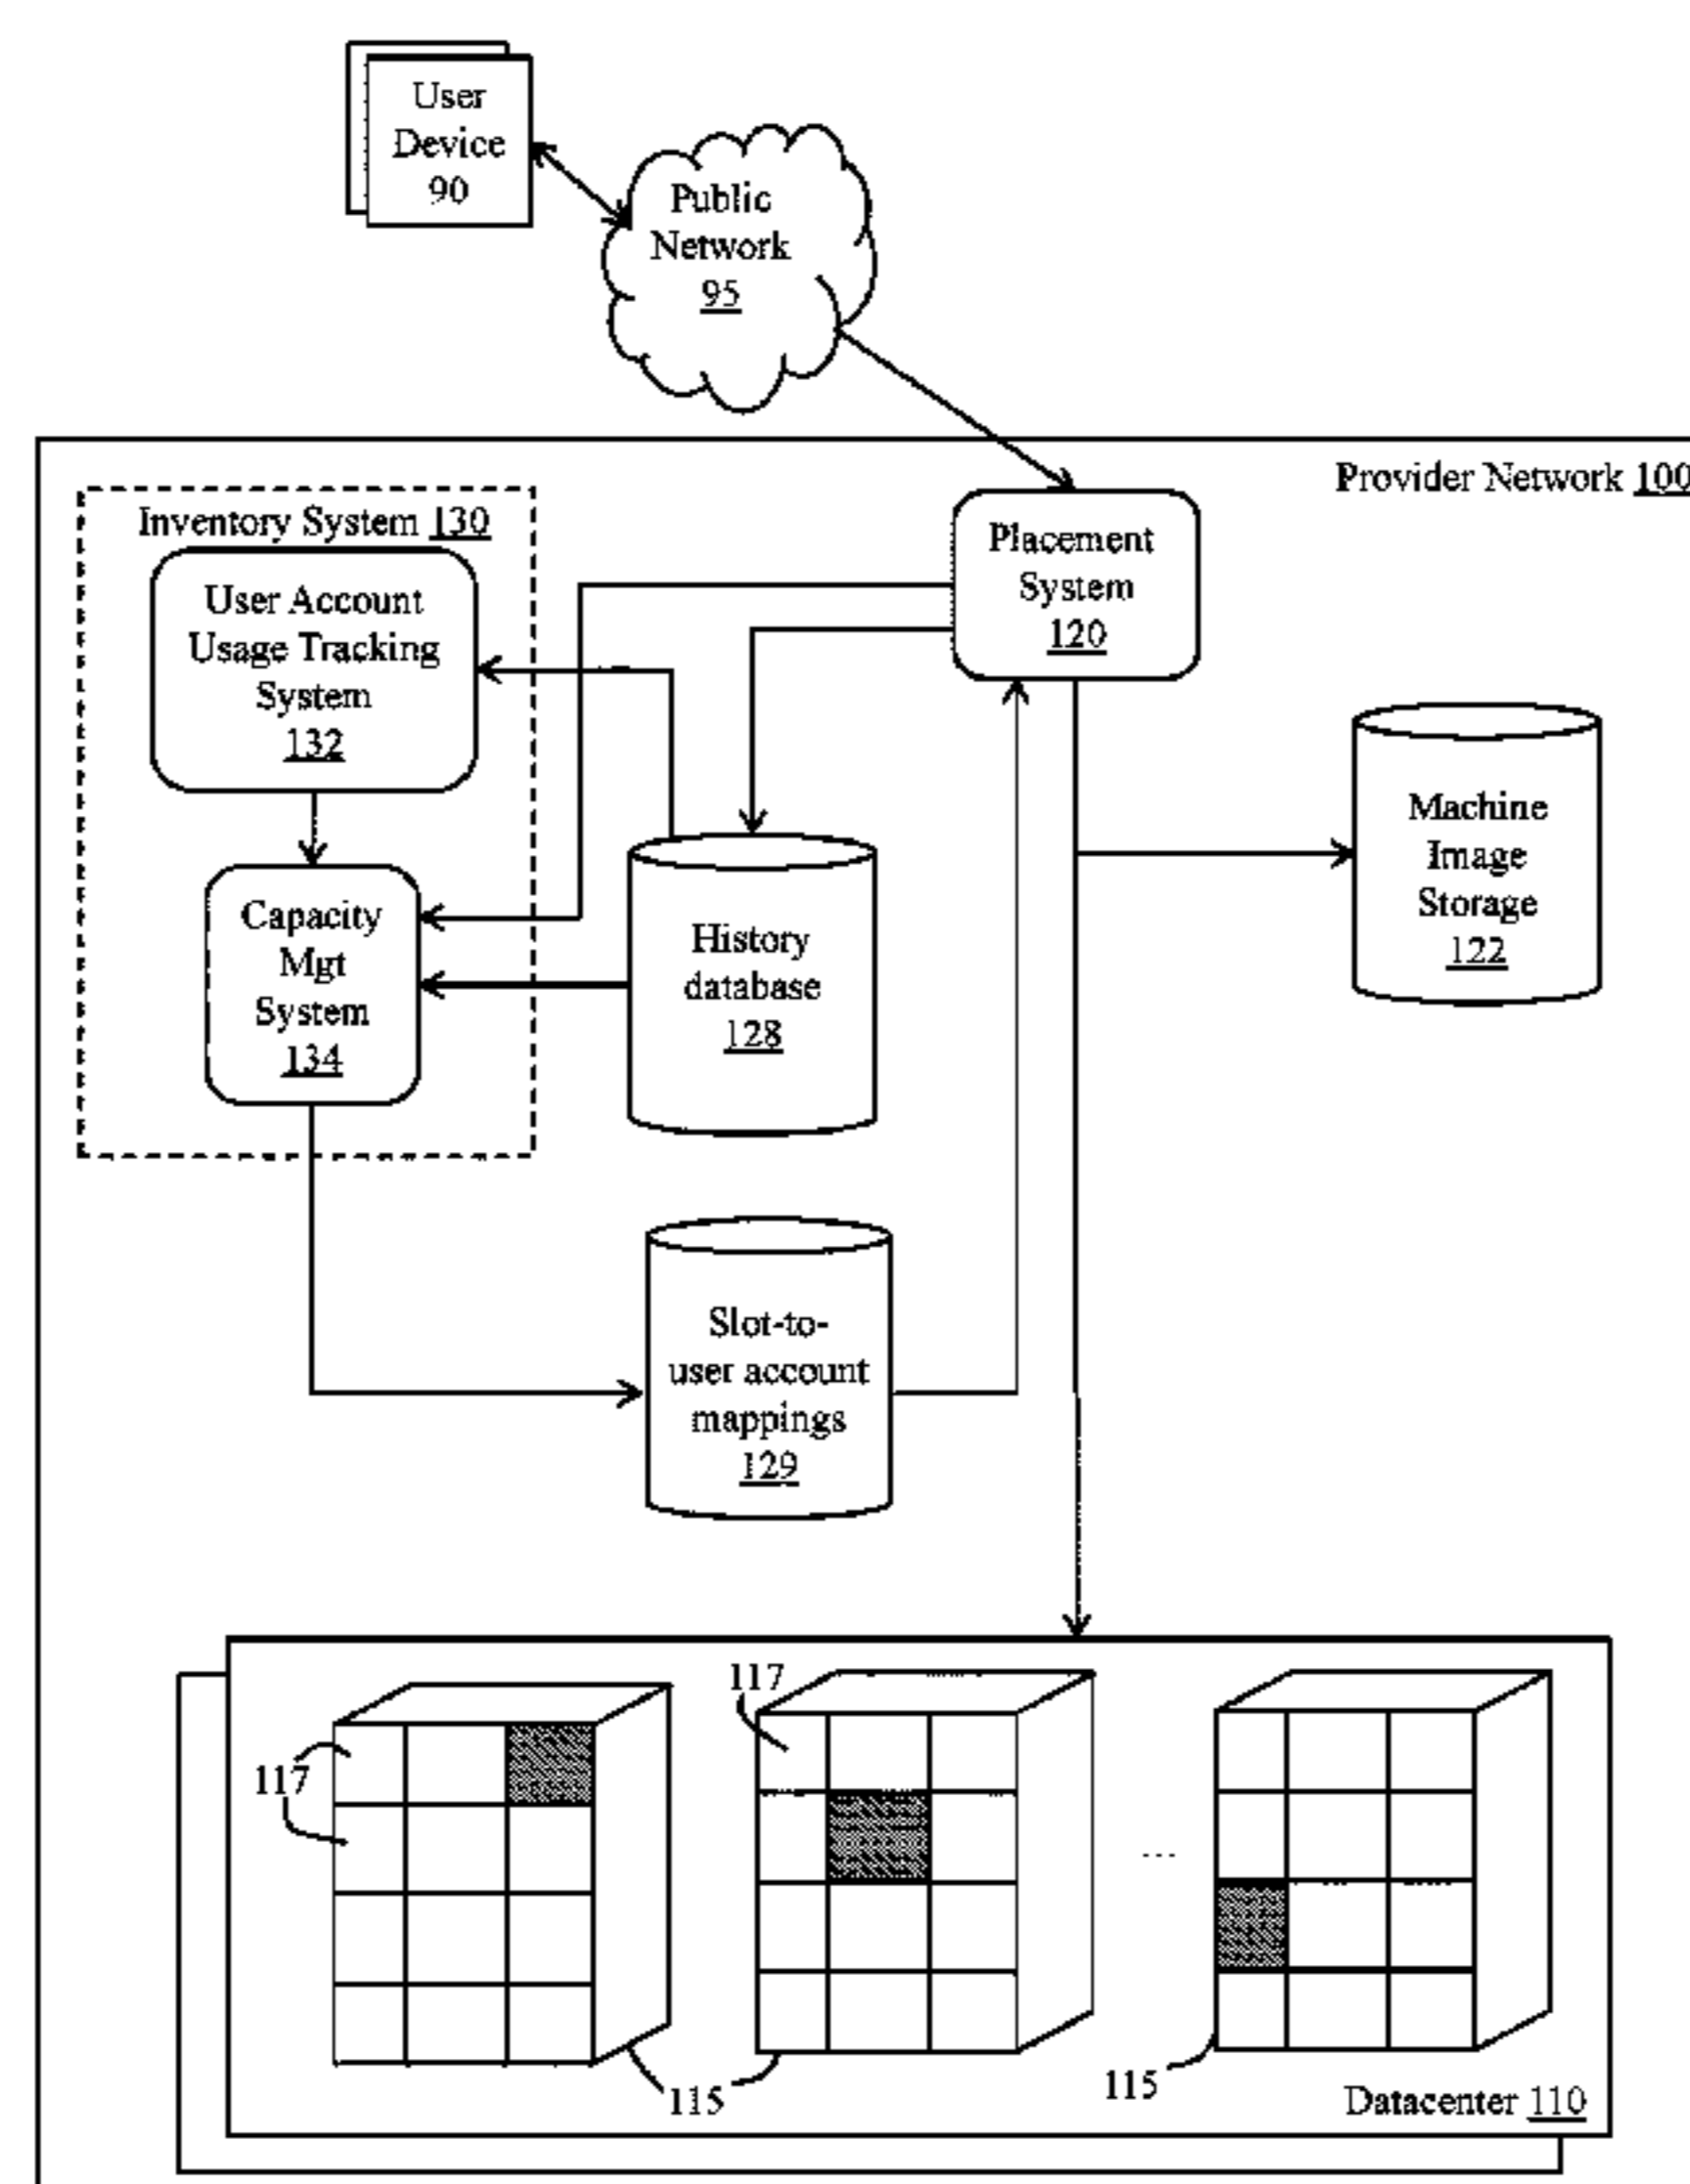 User
Device
90
Public
Network
95
Provider Network 100
Inventory System 130
User Account
Usage Tracking
System
132
Placement
System
120
Machine
Image
Storage
122
Capacity
Mgt
System
134
History
database
128
Slot-to-
user account
mappings
129
117
117
...
115
115
Datacenter 110